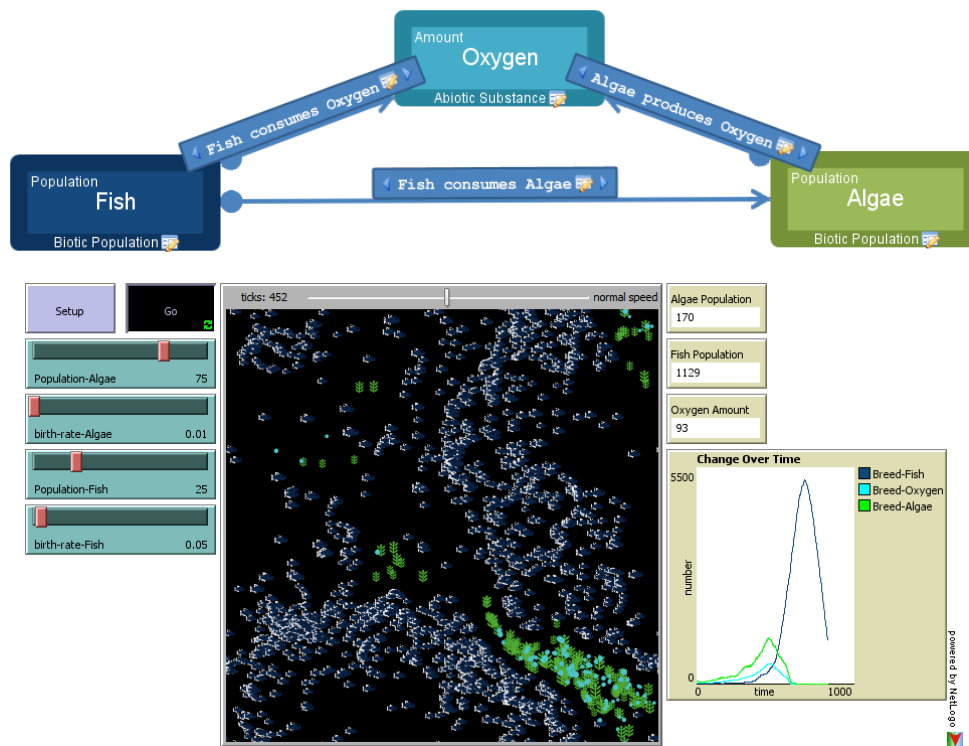 Amount
Oxygen
Abiotic Substance
Fish consumes Oxygen
Algae produces Oxygen
Population
Fish
Biotic Population
Fish consumes Algae
Population
Algae
Biotic Population
Setup
Go
ticks: 452
normal speed
Population-Algae 75
birth-rate-Algae 0.01
Population-Fish 25
birth-rate-Fish 0.05
Algae Population
170
Fish Population
1129
Oxygen Amount
93
Change Over Time
5500
number
0
0
time
1000
Breed-Fish
Breed-Oxygen
Breed-Algae
powered by NetLogo